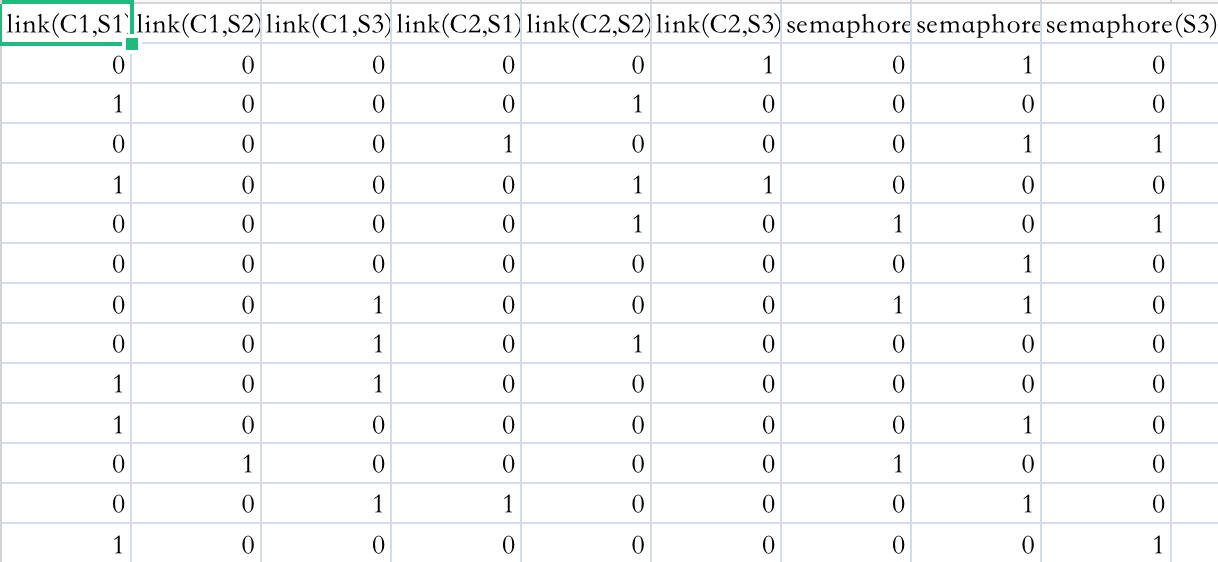 link(C1,S1) link(C1,S2) link(C1,S3) link(C2,S1) link(C2,S2) link(C2,S3) semaphore semaphore semaphore(S3)
0 0 0 0 0 1 0 1 0
1 0 0 0 1 0 0 0 0
0 0 0 1 0 0 0 1 1
1 0 0 0 1 1 0 0 0
0 0 0 0 1 0 1 0 1
0 0 0 0 0 0 0 1 0
0 0 1 0 0 0 1 1 0
0 0 1 0 1 0 0 0 0
1 0 1 0 0 0 0 0 0
1 0 0 0 0 0 0 1 0
0 1 0 0 0 0 1 0 0
0 0 1 1 0 0 0 1 0
1 0 0 0 0 0 0 0 1